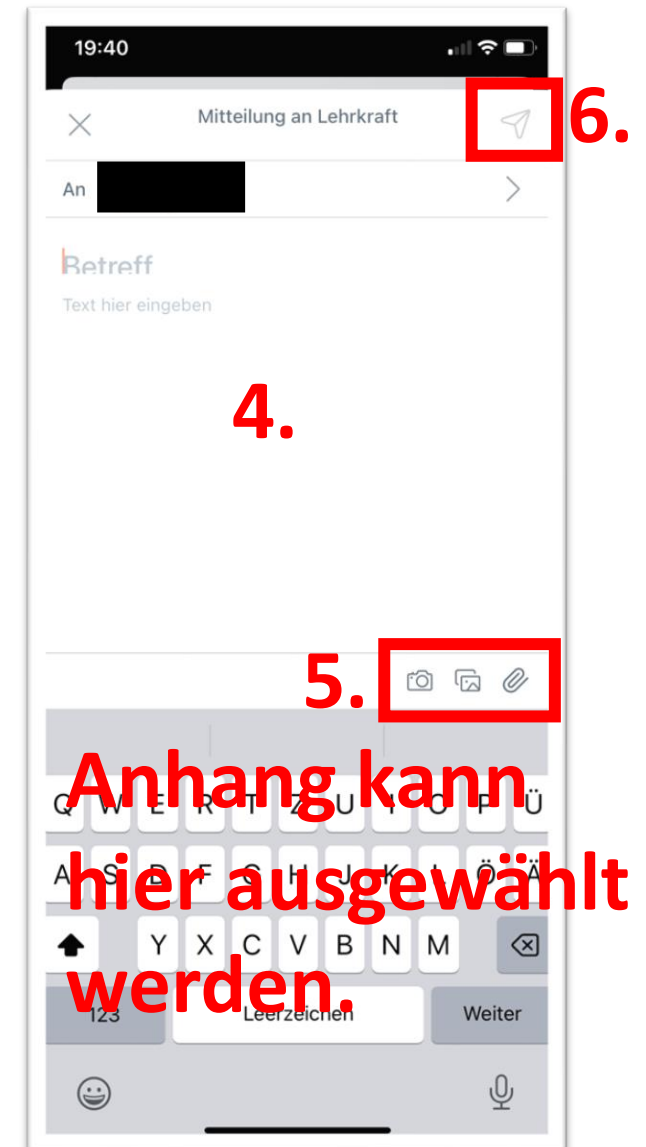 19:40
Mitteilung an Lehrkraft
6.
An
Betreff
Text hier eingeben
4.
5.
Anhang kann
hier ausgewählt
werden.
Q W E R T Z U I O P Ü
A S D F G H J K L Ö Ä
Y X C V B N M
123 Leerzeichen Weiter